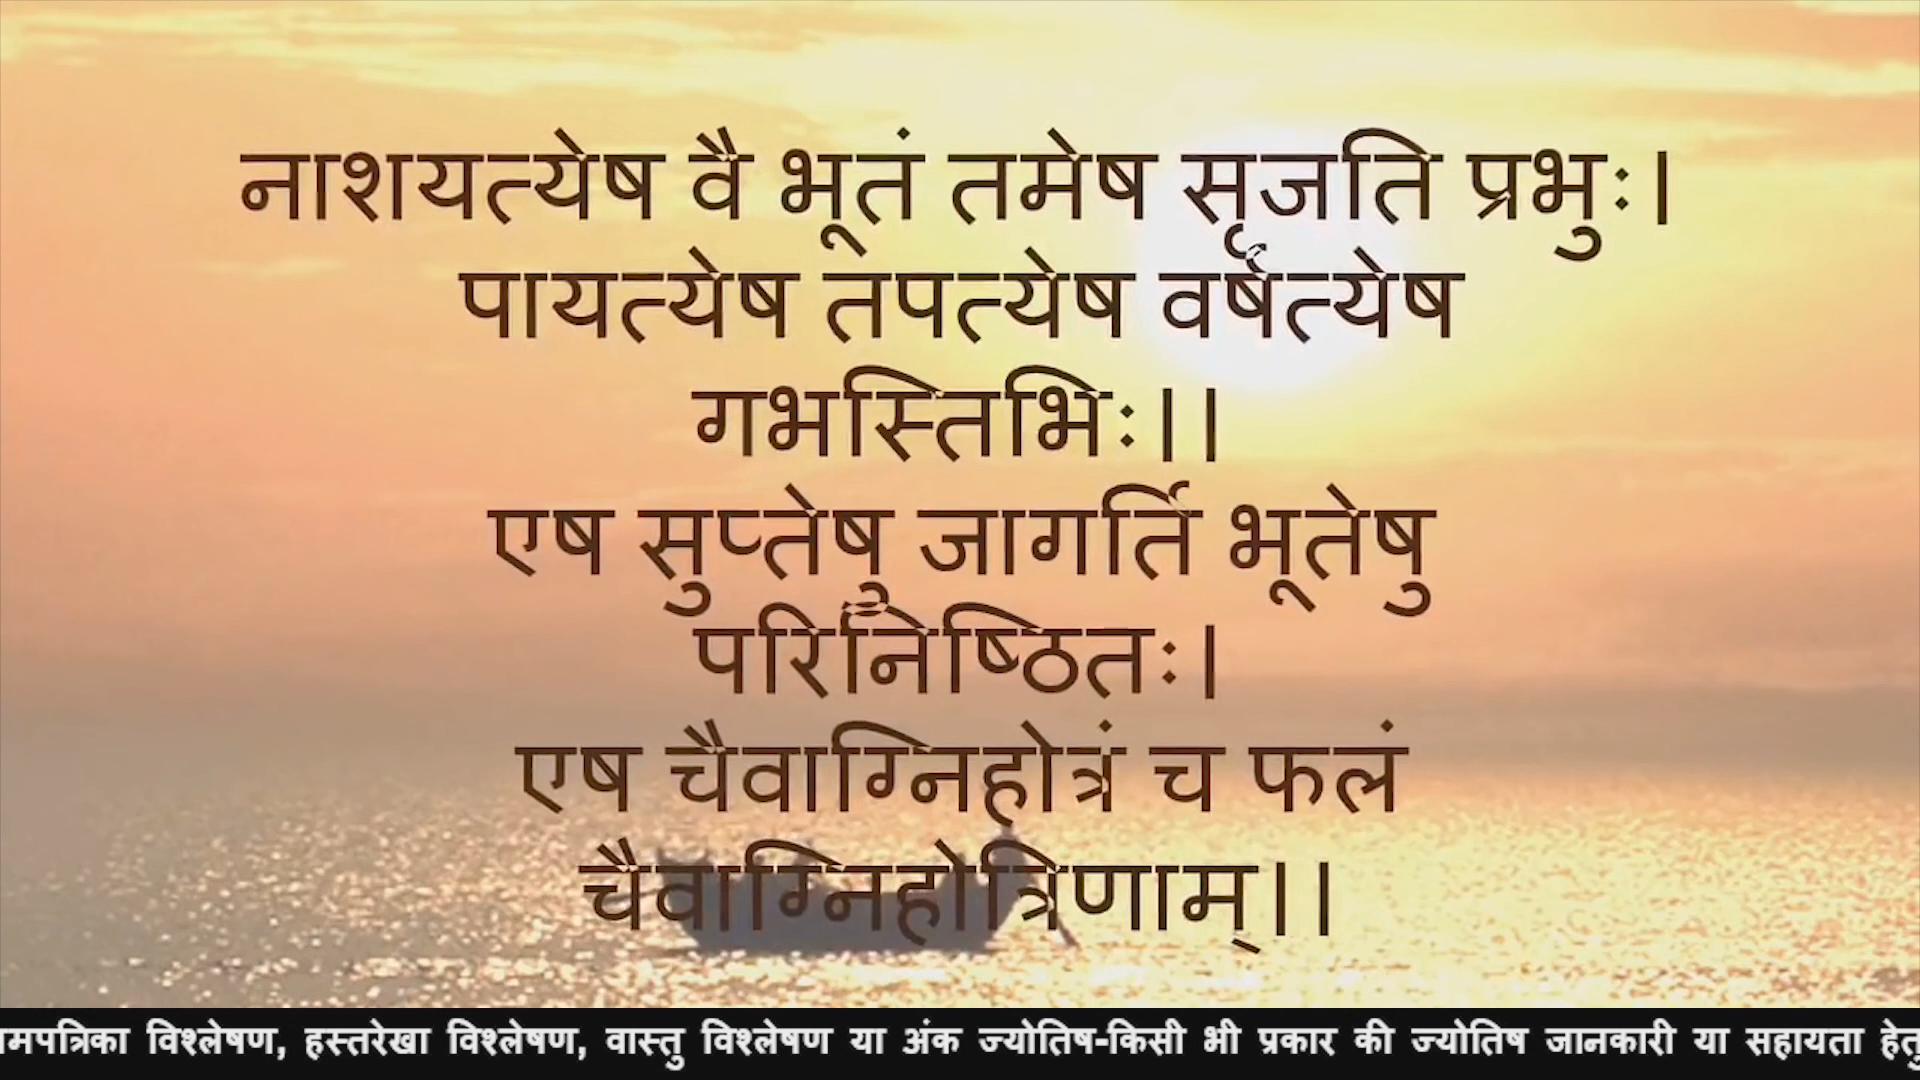 नाशयत्येष वै भूतं तमेष सृजति प्रभुः।
पायत्येष तपत्येष वर्षत्येष
गभस्तिभिः।।
एष सुप्तेषु जागर्ति भूतेषु
परिनिष्ठितः।
एष चैवाग्निहोत्रं च फलं
चैवाग्निहोत्रिणाम्।।
विश्लेषण, हस्तरेखा विश्लेषण, वास्तु विश्लेषण या अंक ज्योतिष-किसी भी प्रकार की ज्योतिष जानकारी या सहायता हेतु